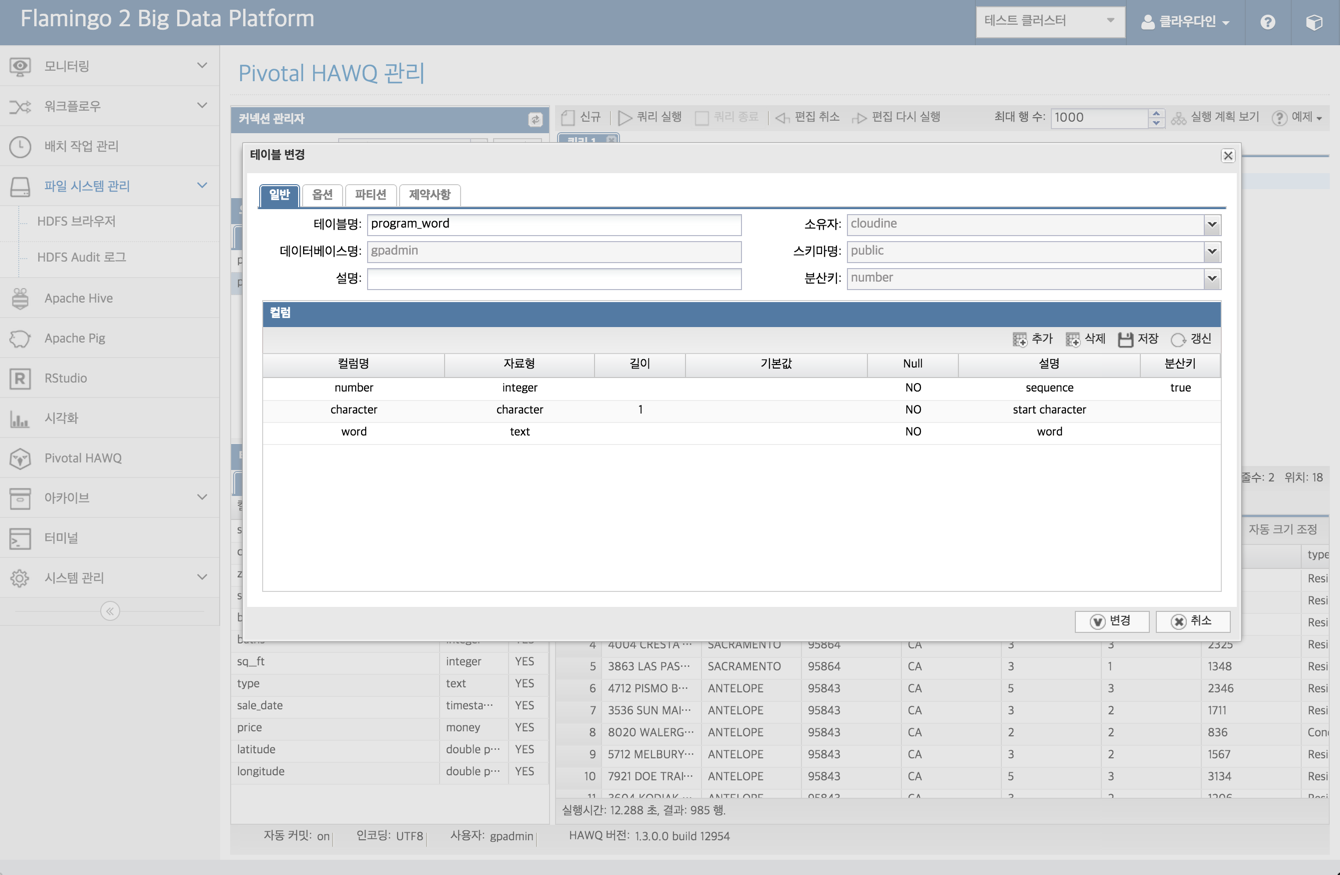 Flamingo 2 Big Data Platform
테스트 클러스터
클라우다인
모니터링
워크플로우
배치 작업 관리
파일 시스템 관리
HDFS 브라우저
HDFS Audit 로그
Apache Hive
Apache Pig
RStudio
시각화
Pivotal HAWQ
아카이브
터미널
시스템 관리
Pivotal HAWQ 관리
커넥션 관리자
신규 쿼리 실행 쿼리 종료 편집 취소 편집 다시 실행 최대 행 수: 1000 실행 계획 보기 예제
테이블 변경
일반 옵션 파티션 제약사항
테이블명: program_word 소유자: cloudine
데이터베이스명: gpadmin 스키마명: public
설명: 분산키: number
컬럼
추가 삭제 저장 갱신
컬럼명 자료형 길이 기본값 Null 설명 분산키
number integer NO sequence true
character character 1 NO start character
word text NO word
변경 취소
줄수: 2 위치: 18
자동 크기 조정
type
Resi
Resi
Resi
sq_ft integer YES
type text YES
sale_date timesta··· YES
price money YES
latitude double p··· YES
longitude double p··· YES
4 4004 CRESTA ··· SACRAMENTO 95864 CA 3 3 2325 Resi
5 3863 LAS PAS··· SACRAMENTO 95864 CA 3 1 1348 Resi
6 4712 PISMO B··· ANTELOPE 95843 CA 5 3 2346 Resi
7 3536 SUN MAI··· ANTELOPE 95843 CA 3 2 1711 Resi
8 8020 WALERG··· ANTELOPE 95843 CA 2 2 836 Con
9 5712 MELBURY··· ANTELOPE 95843 CA 3 2 1567 Resi
10 7921 DOE TRAI··· ANTELOPE 95843 CA 5 3 3134 Resi
11 3604 KODIAK ··· ANTELOPE 95843 CA 3 2 1206 Resi
실행시간: 12.288 초, 결과: 985 행.
자동 커밋: on 인코딩: UTF8 사용자: gpadmin HAWQ 버전: 1.3.0.0 build 12954